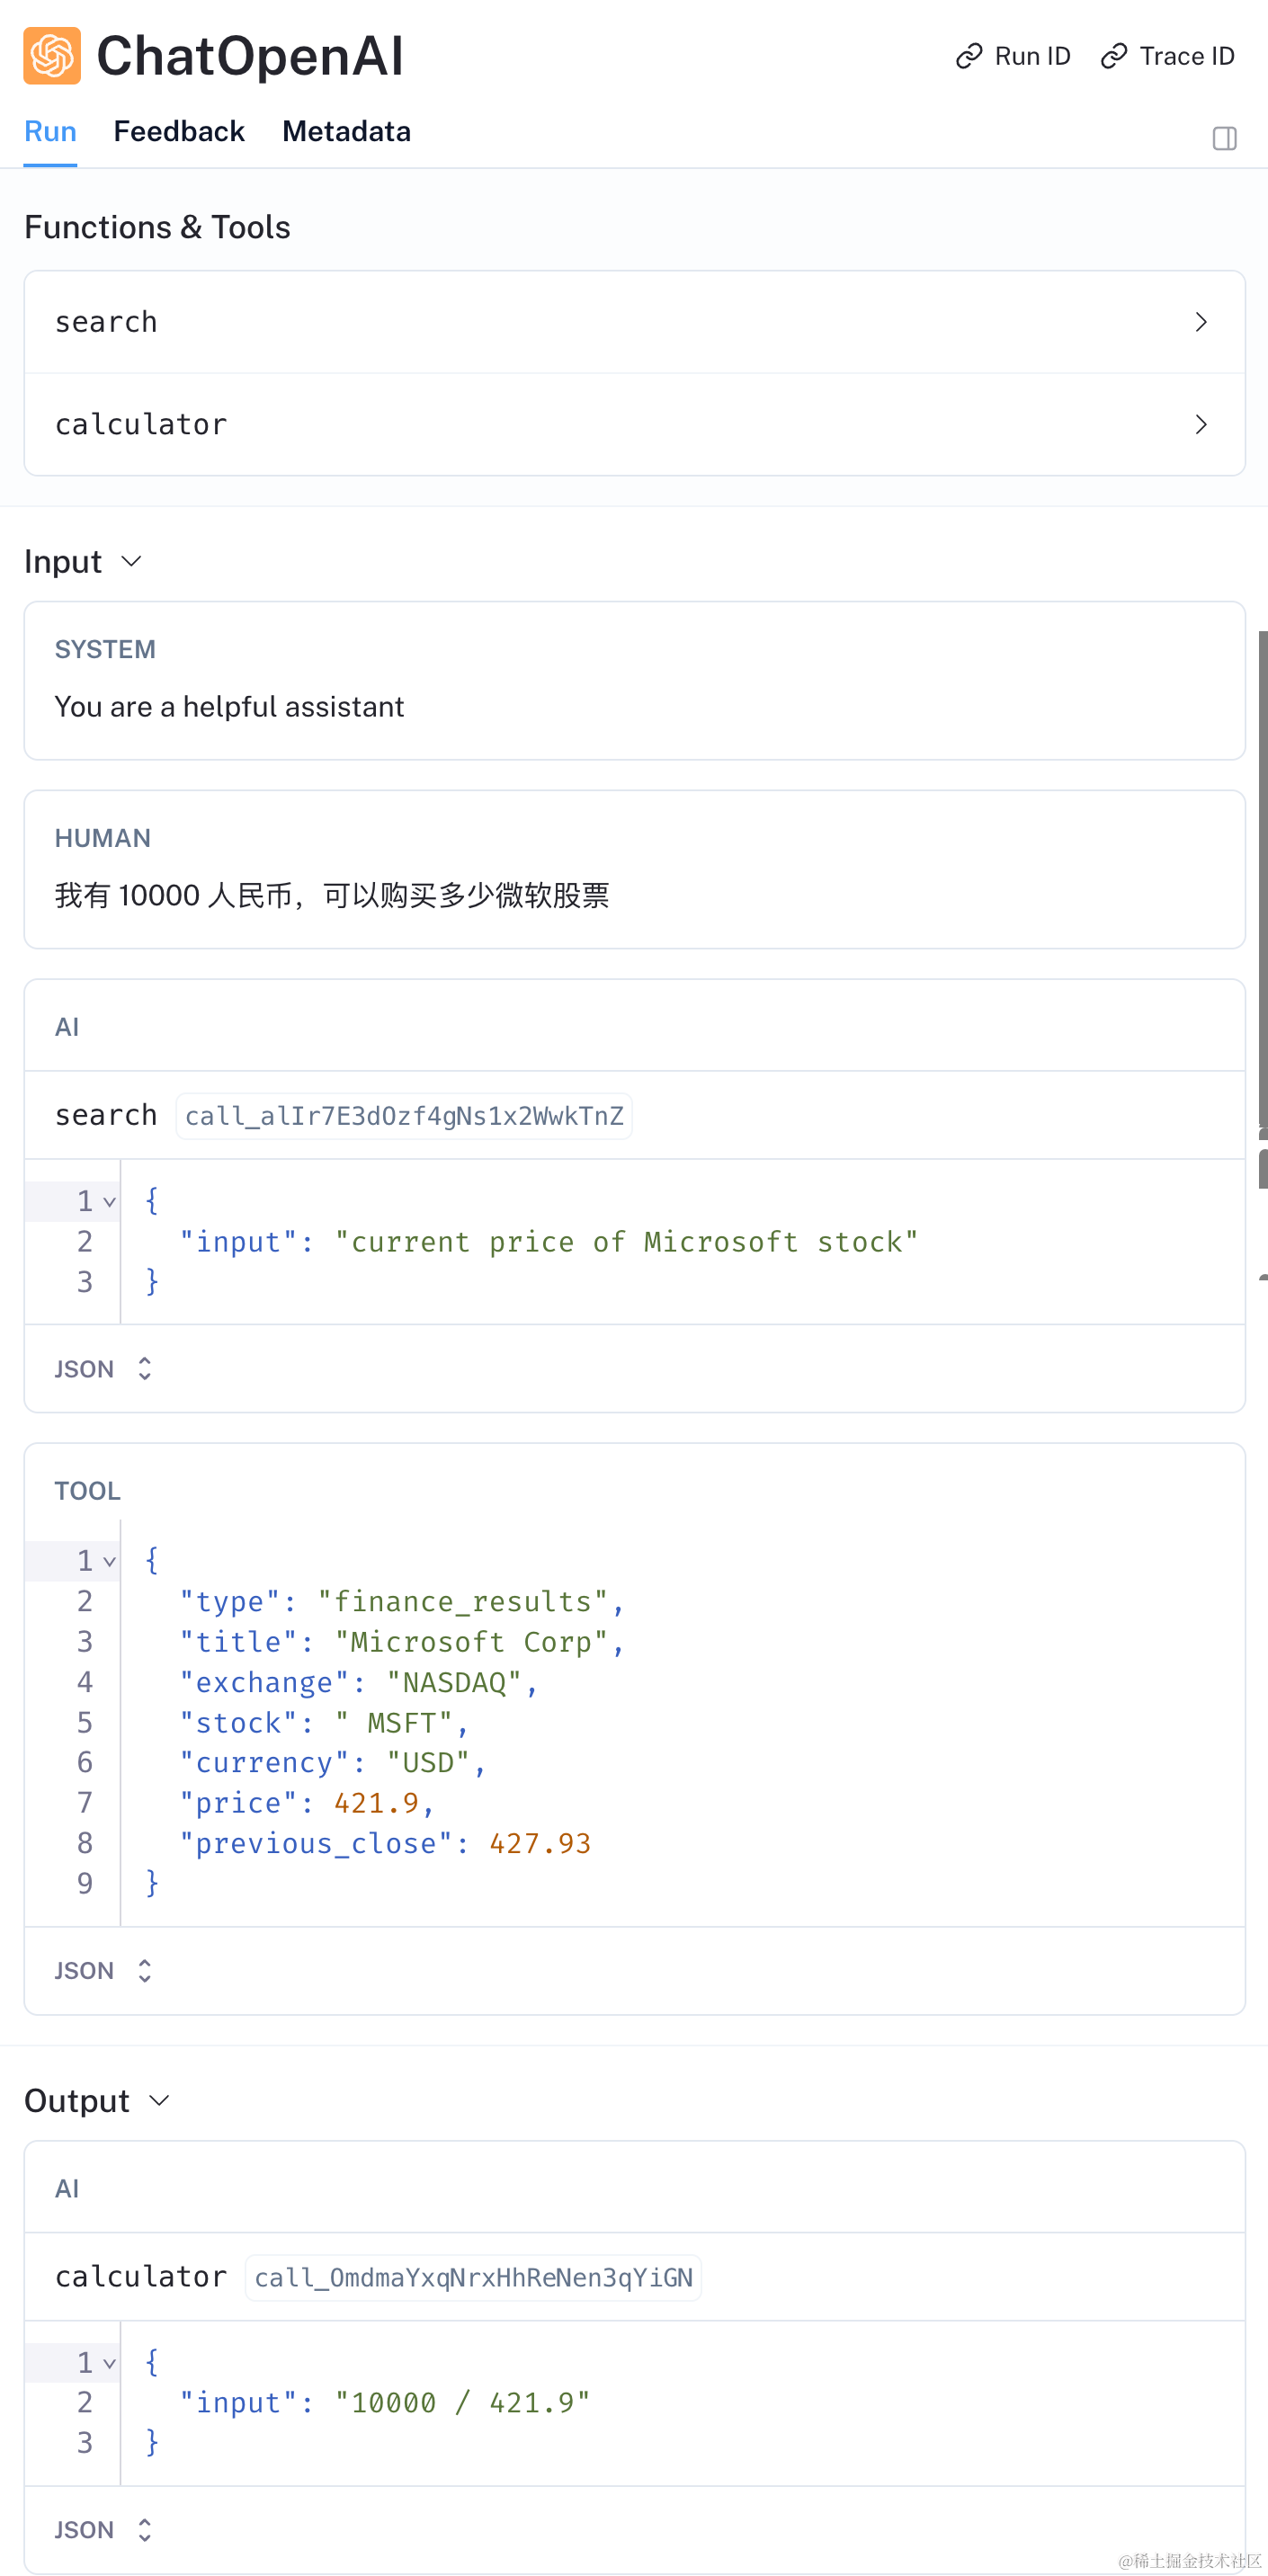 ChatOpenAI
Run ID
Trace ID
Run
Feedback
Metadata
Functions & Tools
search
calculator
Input
SYSTEM
You are a helpful assistant
HUMAN
我有 10000 人民币，可以购买多少微软股票
AI
search call_alIr7E3dOzf4gNs1x2WwkTnZ
1 {
2 "input": "current price of Microsoft stock"
3 }
JSON
TOOL
1 {
2 "type": "finance_results",
3 "title": "Microsoft Corp",
4 "exchange": "NASDAQ",
5 "stock": " MSFT",
6 "currency": "USD",
7 "price": 421.9,
8 "previous_close": 427.93
9 }
JSON
Output
AI
calculator call_OmdmaYxqNrxHhReNen3qYiGN
1 {
2 "input": "10000 / 421.9"
3 }
JSON
@稀土掘金技术社区